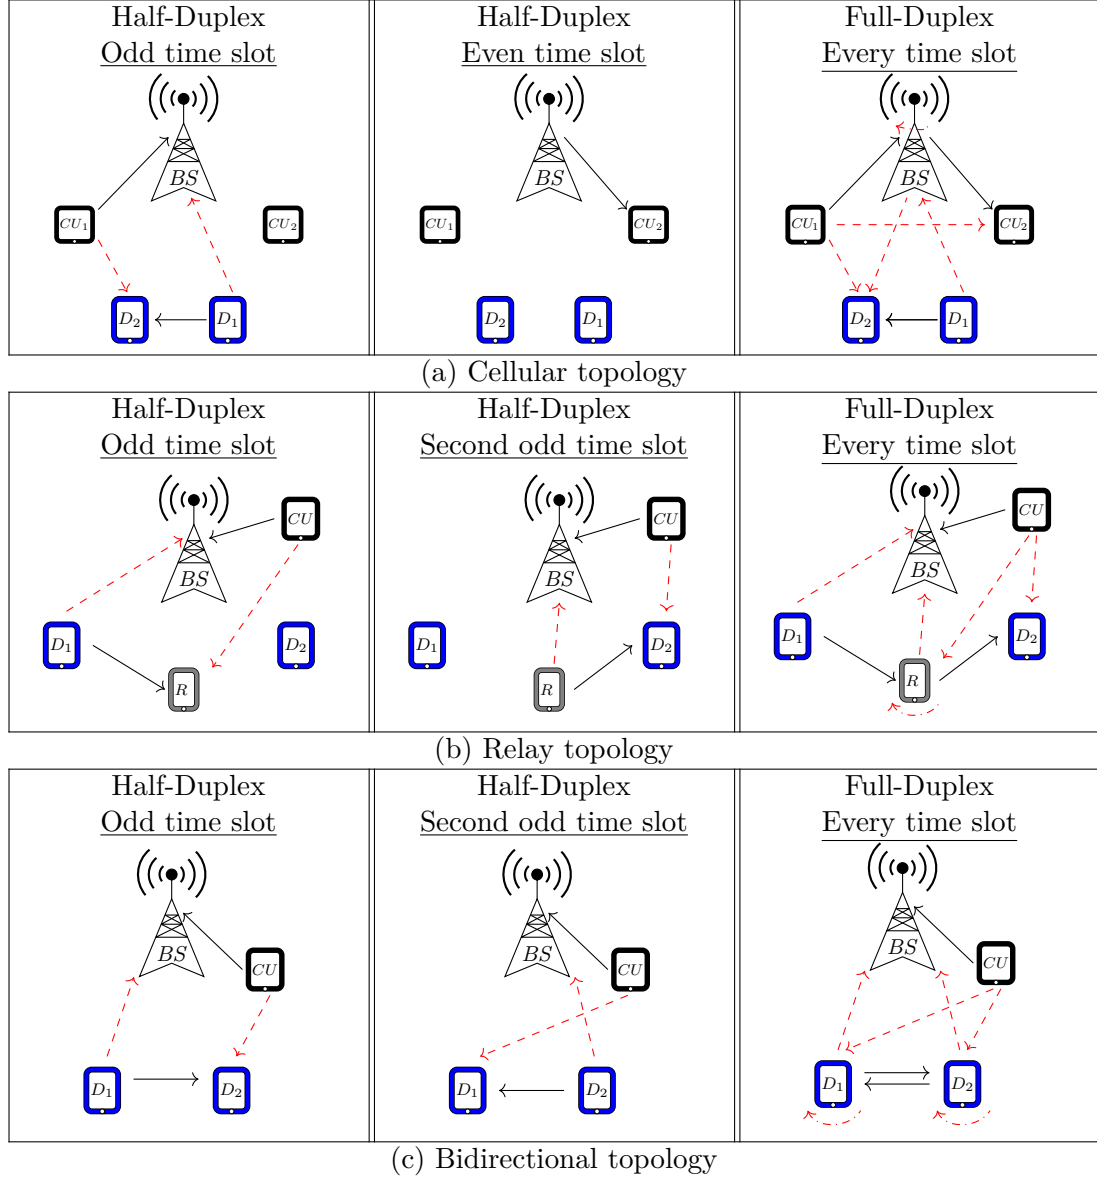 Half-Duplex
Odd time slot
BS
CU₁
CU₂
D₂
D₁
Half-Duplex
Even time slot
BS
CU₁
CU₂
D₂
D₁
Full-Duplex
Every time slot
BS
CU₁
CU₂
D₂
D₁
(a) Cellular topology
Half-Duplex
Odd time slot
CU
BS
D₁
D₂
R
Half-Duplex
Second odd time slot
CU
BS
D₁
D₂
R
Full-Duplex
Every time slot
CU
BS
D₁
D₂
R
(b) Relay topology
Half-Duplex
Odd time slot
BS
CU
D₁
D₂
Half-Duplex
Second odd time slot
BS
CU
D₁
D₂
Full-Duplex
Every time slot
BS
CU
D₁
D₂
(c) Bidirectional topology